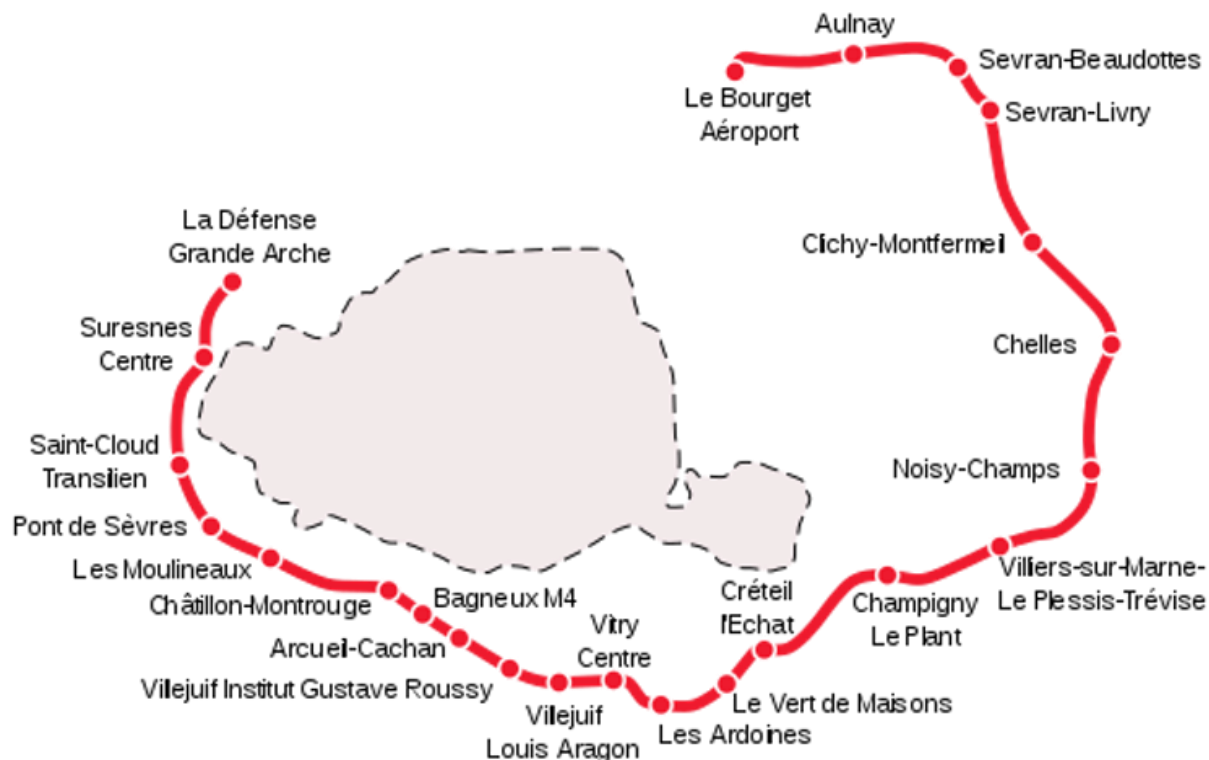 Aulnay
Sevran-Beaudottes
Le Bourget
Aéroport
Sevran-Livry
La Défense
Grande Arche
Clichy-Montfermeil
Suresnes
Centre
Chelles
Saint-Cloud
Transilien
Noisy-Champs
Pont de Sèvres
Les Moulineaux
Châtillon-Montrouge
Bagneux M4
Arcueil-Cachan
Villejuif Institut Gustave Roussy
Villejuif
Louis Aragon
Vitry
Centre
Les Ardoines
Le Vert de Maisons
Créteil
l'Echat
Champigny
Le Plant
Villiers-sur-Marne-
Le Plessis-Trévise